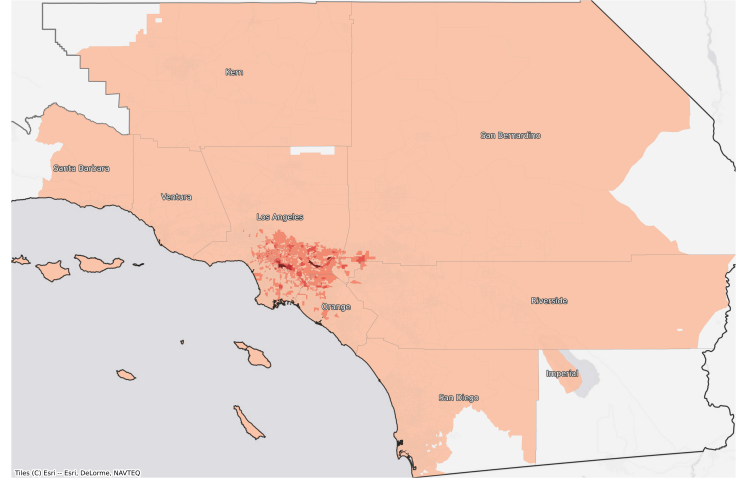 Kern
San Bernardino
Santa Barbara
Ventura
Los Angeles
Riverside
Orange
Imperial
San Diego
Tiles (C) Esri -- Esri, DeLorme, NAVTEQ